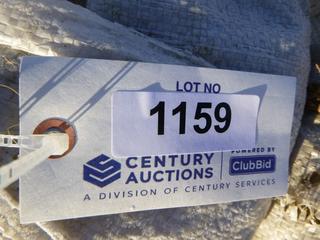 LOT NO
1159
CENTURY
AUCTIONS
POWERED BY
ClubBid
A DIVISION OF CENTURY SERVICES